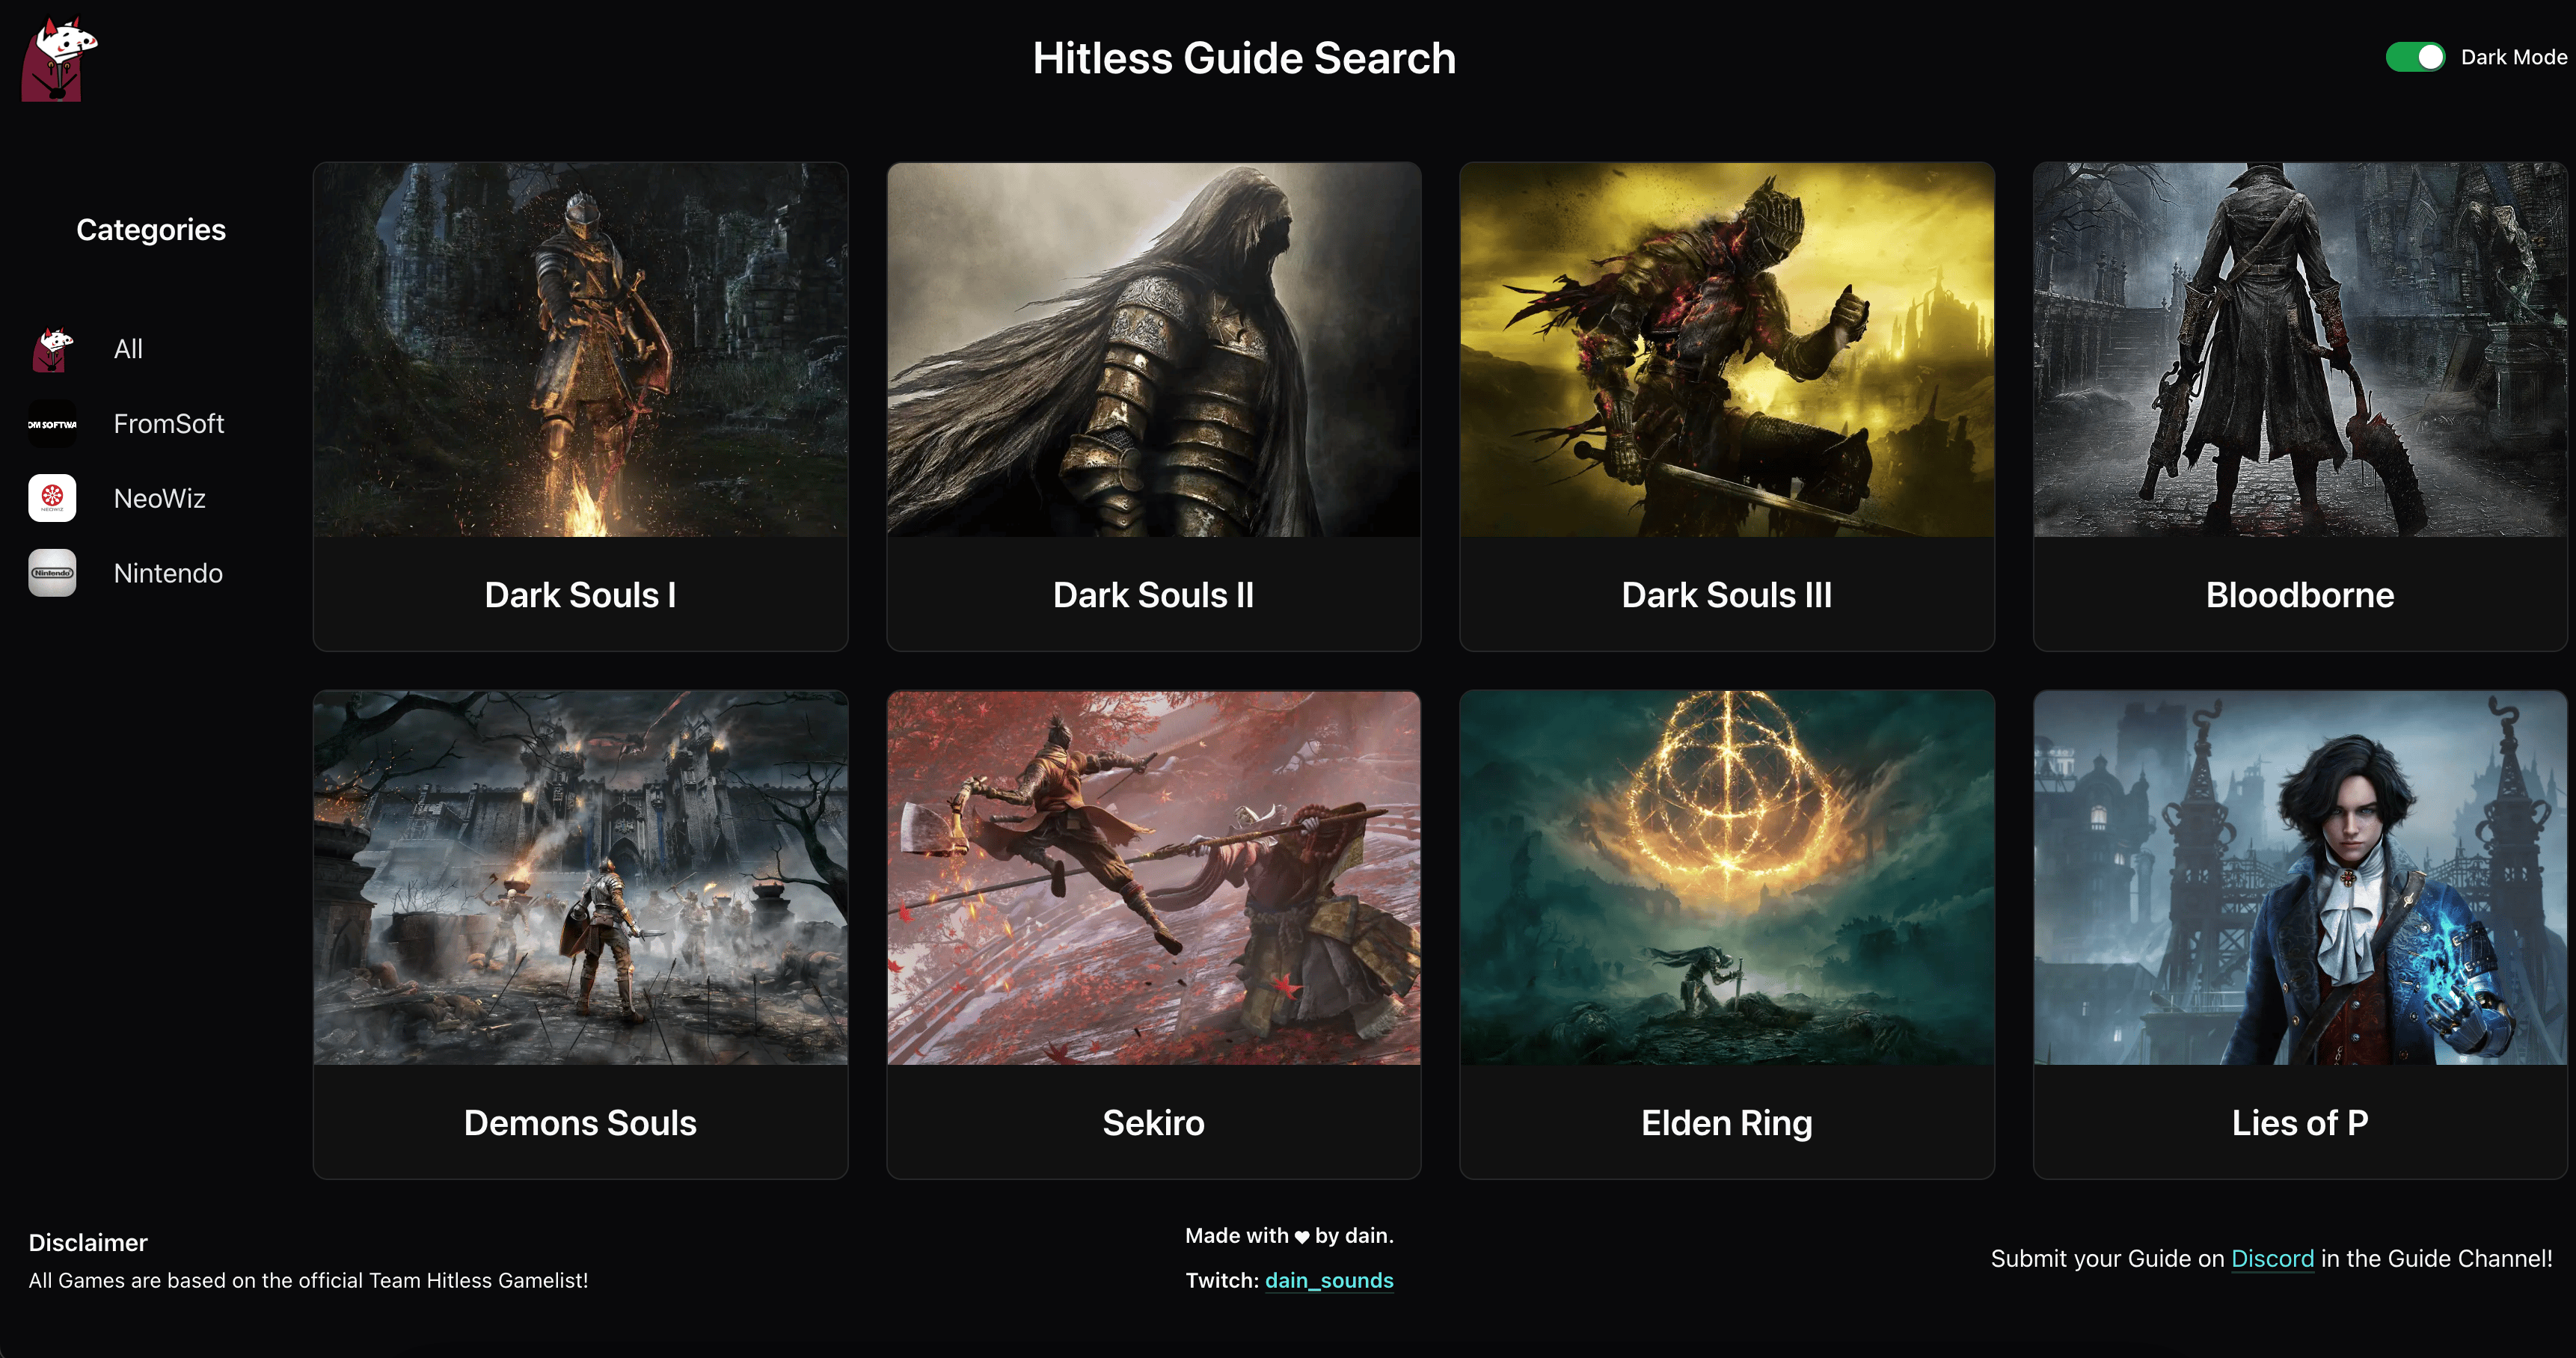 Hitless Guide Search
Dark Mode
Categories
All
OM SOFTWA
FromSoft
NEOWIZ
NeoWiz
Nintendo
Nintendo
Dark Souls I
Dark Souls II
Dark Souls III
Bloodborne
Demons Souls
Sekiro
Elden Ring
Lies of P
Disclaimer
All Games are based on the official Team Hitless Gamelist!
Made with ♥ by dain.
Twitch: dain_sounds
Submit your Guide on Discord in the Guide Channel!